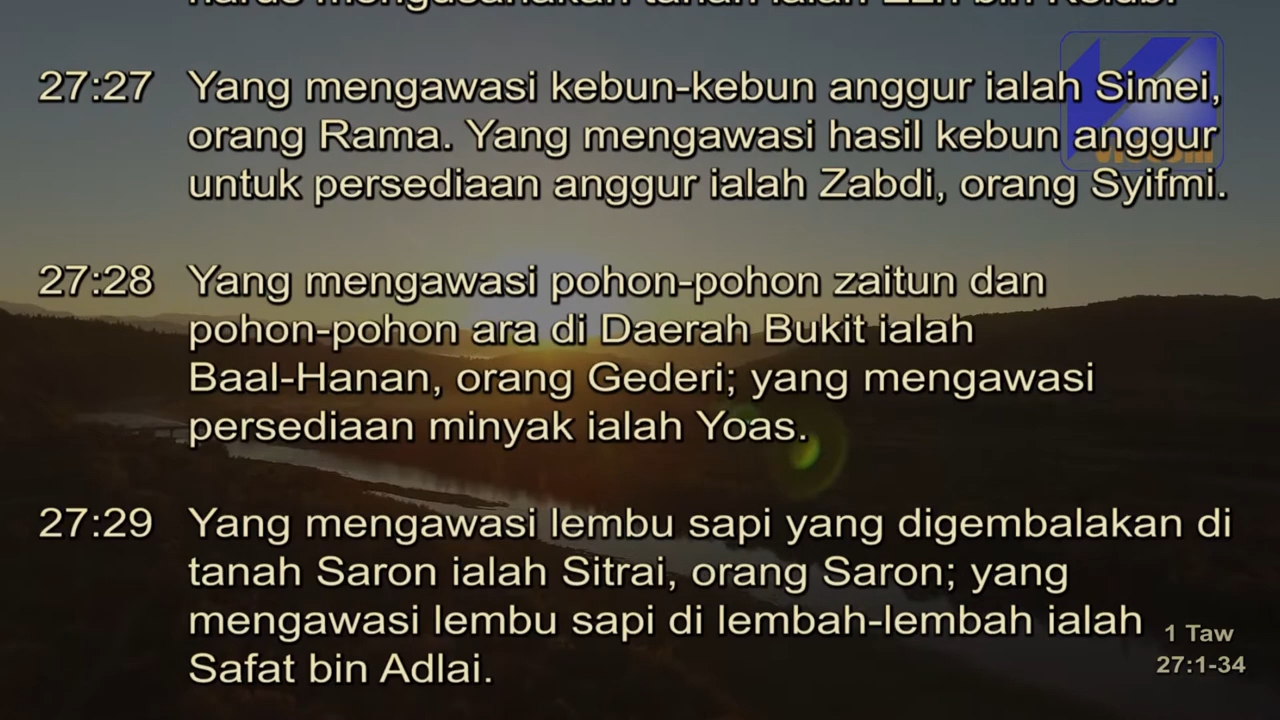 27:27 Yang mengawasi kebun-kebun anggur ialah Simei,
orang Rama. Yang mengawasi hasil kebun anggur
untuk persediaan anggur ialah Zabdi, orang Syifmi.
27:28 Yang mengawasi pohon-pohon zaitun dan
pohon-pohon ara di Daerah Bukit ialah
Baal-Hanan, orang Gederi; yang mengawasi
persediaan minyak ialah Yoas.
27:29 Yang mengawasi lembu sapi yang digembalakan di
tanah Saron ialah Sitrai, orang Saron; yang
mengawasi lembu sapi di lembah-lembah ialah
Safat bin Adlai.
1 Taw
27:1-34